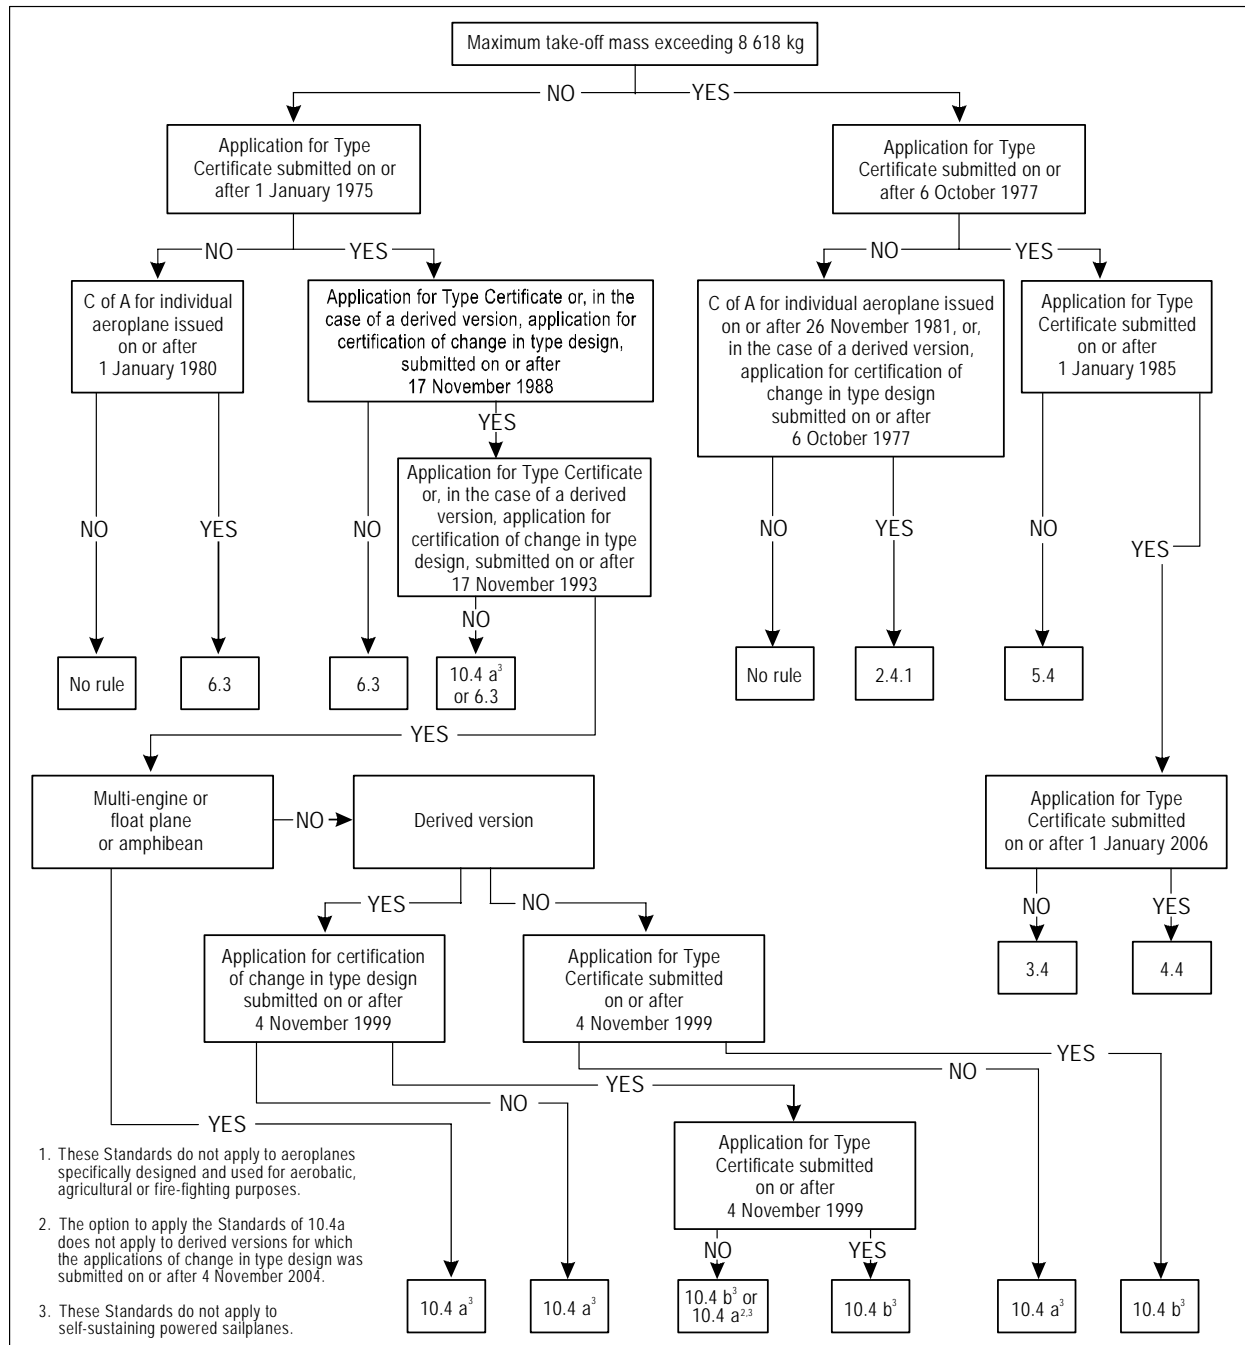 Maximum take-off mass exceeding 8 618 kg
NO
YES
Application for Type
Certificate submitted on or
after 1 January 1975
Application for Type
Certificate submitted on or
after 6 October 1977
NO
YES
NO
YES
C of A for individual
aeroplane issued
on or after
1 January 1980
Application for Type Certificate or, in the
case of a derived version, application for
certification of change in type design,
submitted on or after
17 November 1988
C of A for individual aeroplane issued
on or after 26 November 1981, or,
in the case of a derived version,
application for certification of
change in type design
submitted on or after
6 October 1977
Application for Type
Certificate submitted
on or after
1 January 1985
YES
Application for Type Certificate
or, in the case of a derived
version, application for
certification of change in type
design, submitted on or after
17 November 1993
NO
YES
NO
NO
YES
NO
YES
NO
No rule
6.3
6.3
10.4 a³
or 6.3
No rule
2.4.1
5.4
YES
Multi-engine or
float plane
or amphibean
NO
Derived version
Application for Type
Certificate submitted
on or after 1 January 2006
YES
NO
NO
YES
Application for certification
of change in type design
submitted on or after
4 November 1999
Application for Type
Certificate submitted
on or after
4 November 1999
3.4
4.4
YES
NO
YES
NO
YES
Application for Type
Certificate submitted
on or after
4 November 1999
NO
YES
1. These Standards do not apply to aeroplanes
specifically designed and used for aerobatic,
agricultural or fire-fighting purposes.
2. The option to apply the Standards of 10.4a
does not apply to derived versions for which
the applications of change in type design was
submitted on or after 4 November 2004.
3. These Standards do not apply to
self-sustaining powered sailplanes.
10.4 a³
10.4 a³
10.4 b³ or
10.4 a²,³
10.4 b³
10.4 a³
10.4 b³